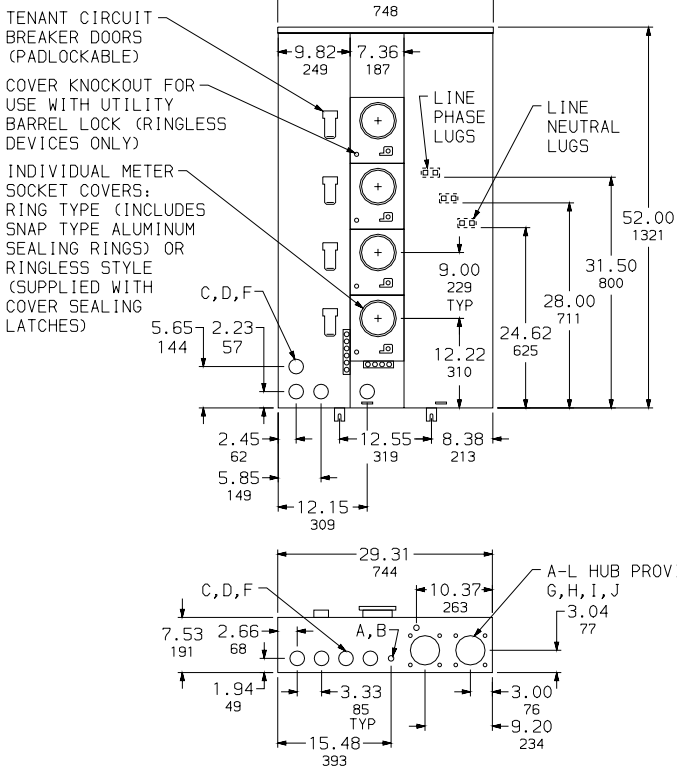 748
TENANT CIRCUIT
BREAKER DOORS
(PADLOCKABLE)
9.82
249
7.36
187
COVER KNOCKOUT FOR
USE WITH UTILITY
BARREL LOCK (RINGLESS
DEVICES ONLY)
LINE
PHASE
LUGS
LINE
NEUTRAL
LUGS
INDIVIDUAL METER
SOCKET COVERS:
RING TYPE (INCLUDES
SNAP TYPE ALUMINUM
SEALING RINGS) OR
RINGLESS STYLE
(SUPPLIED WITH
COVER SEALING
LATCHES)
52.00
1321
31.50
800
9.00
229
TYP
28.00
711
C,D,F
24.62
625
5.65
144
2.23
57
12.22
310
2.45
62
12.55
319
8.38
213
5.85
149
12.15
309
29.31
744
C,D,F
10.37
263
A-L HUB PROV
G,H,I,J
A,B
3.04
77
7.53
191
2.66
68
1.94
49
3.33
85
TYP
3.00
76
9.20
234
15.48
393